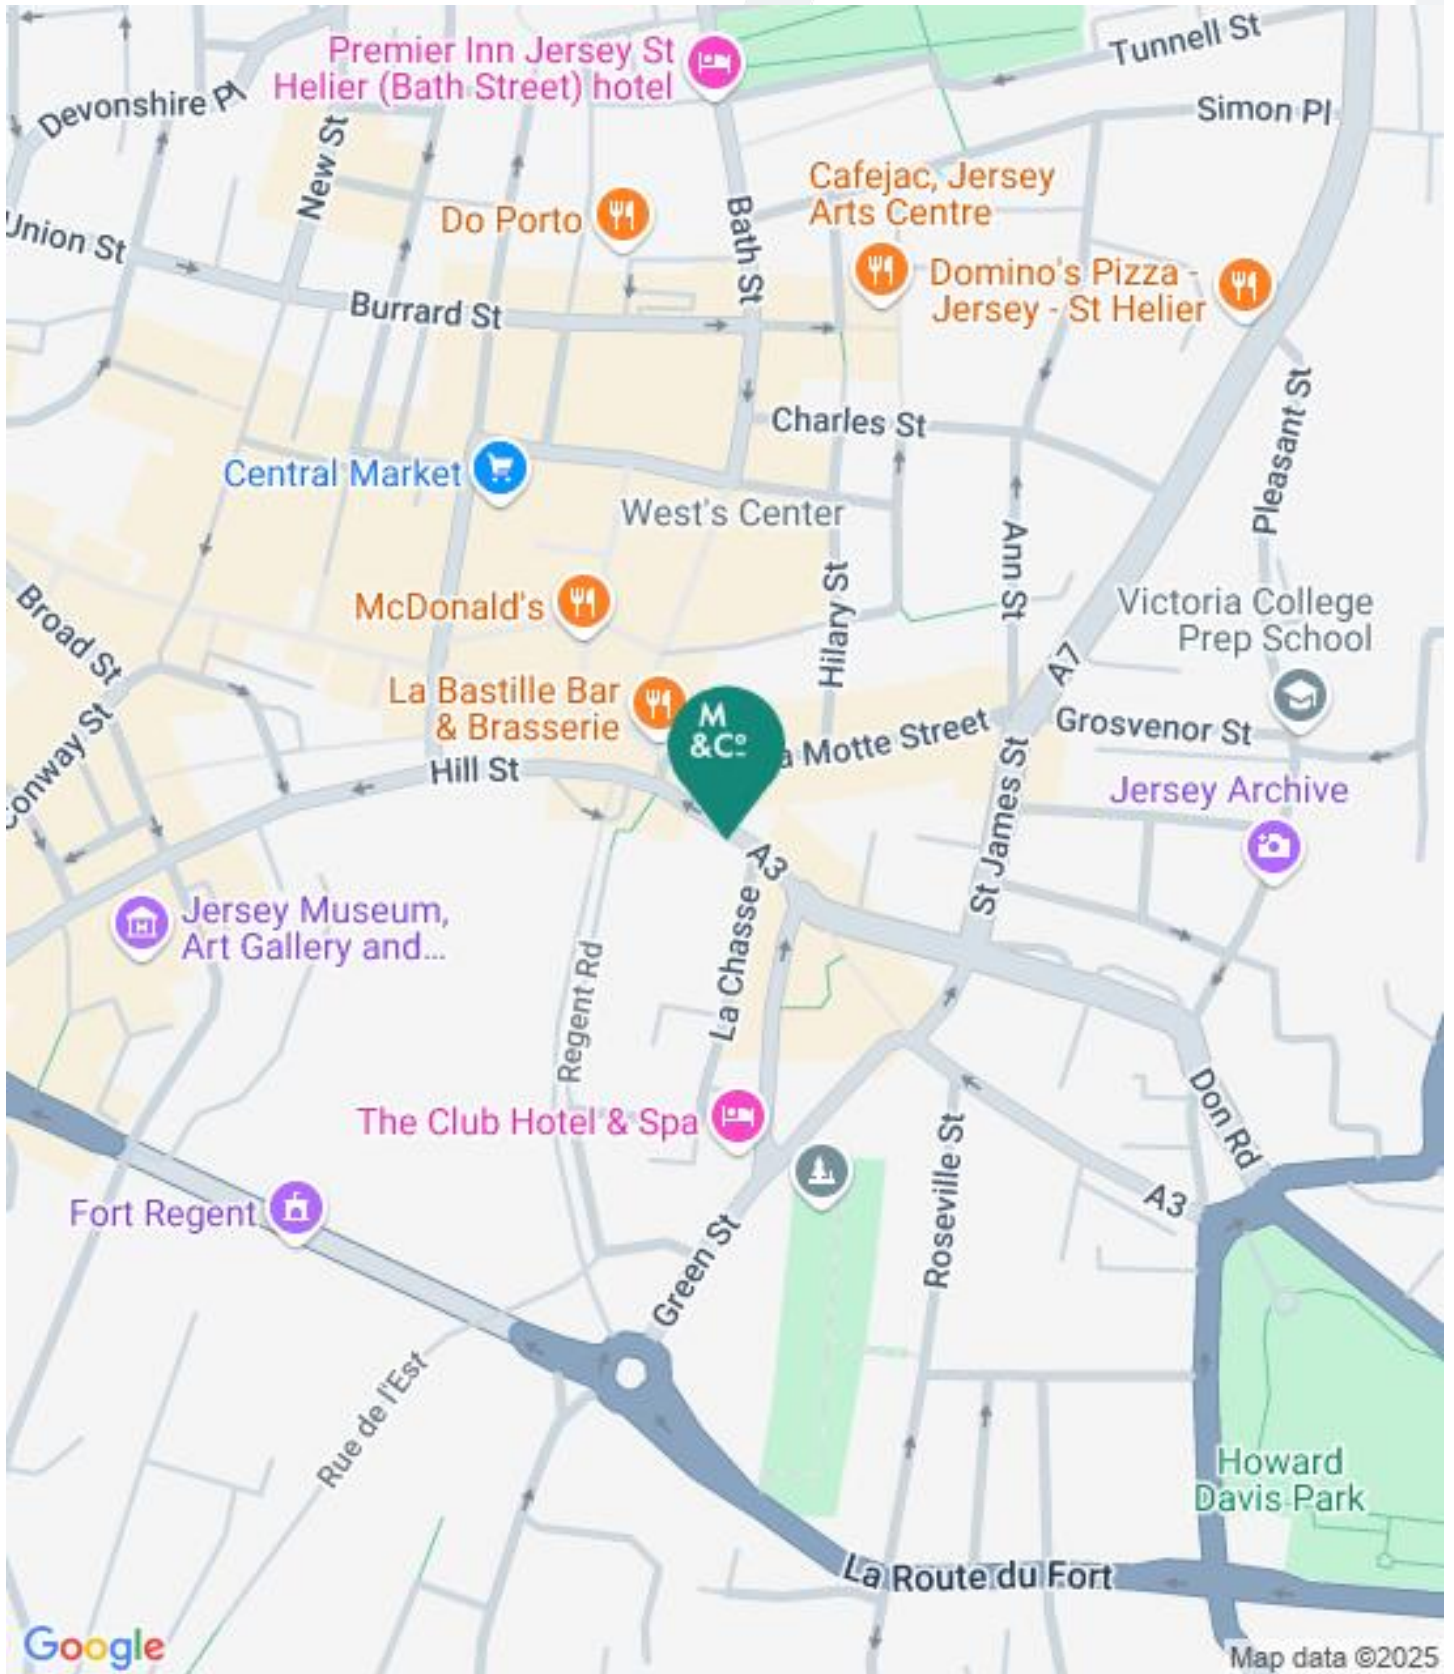 Premier Inn Jersey St
Helier (Bath Street) hotel
Tunnell St
Simon Pl
Devonshire Pl
New St
Union St
Do Porto
Bath St
Cafejac, Jersey
Arts Centre
Domino's Pizza -
Jersey - St Helier
Burrard St
Pleasant St
Charles St
Central Market
West's Center
Ann St
Hilary St
McDonald's
Victoria College
Prep School
Broad St
A7
La Bastille Bar
& Brasserie
M
&Co
a Motte Street
Grosvenor St
Conway St
Hill St
St James St
Jersey Archive
A3
La Chasse
Jersey Museum,
Art Gallery and...
Regent Rd
Don Rd
The Club Hotel & Spa
Roseville St
A3
Fort Regent
Green St
Rue de l'Est
Howard
Davis Park
La Route du Fort
Google
Map data ©2025